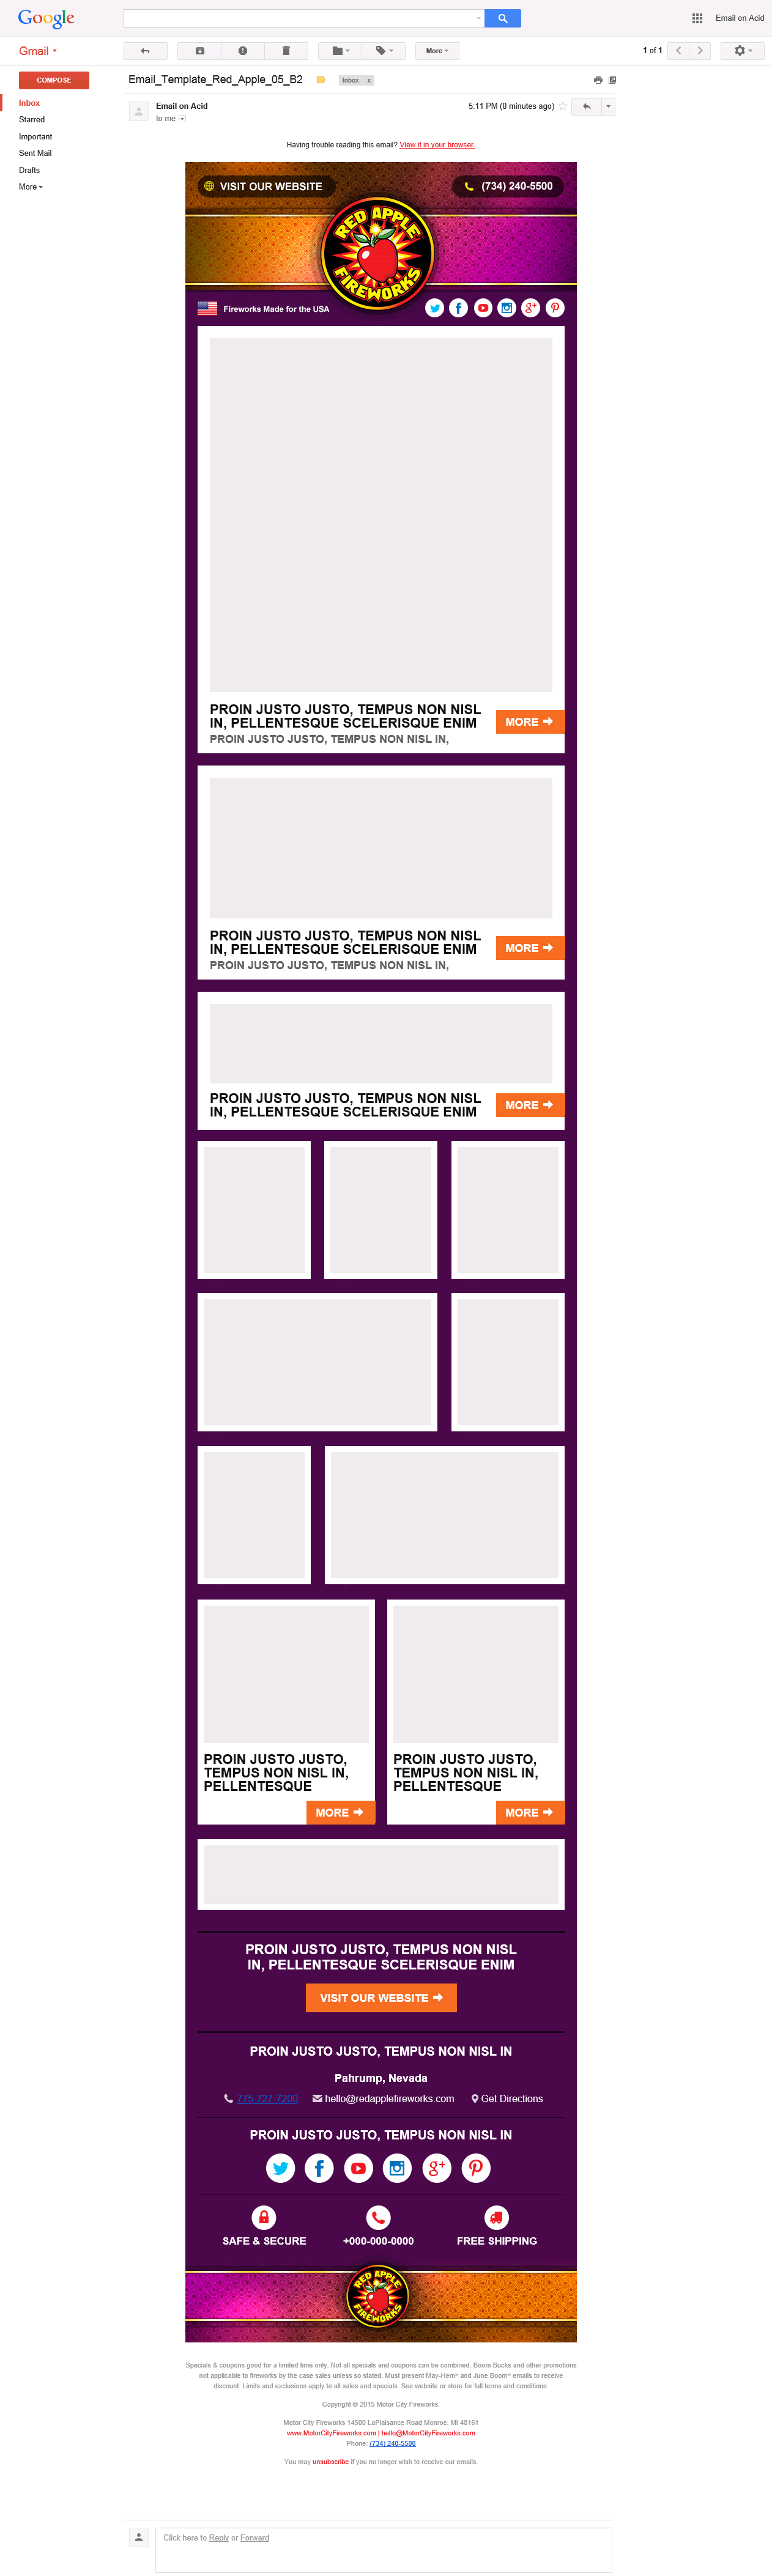 Google
Email on Acid
Gmail
More
1 of 1
COMPOSE
Inbox
Starred
Important
Sent Mail
Drafts
More
Email_Template_Red_Apple_05_B2
Inbox x
Email on Acid
to me
5:11 PM (0 minutes ago)
Having trouble reading this email? View it in your browser.
VISIT OUR WEBSITE
(734) 240-5500
RED APPLE
FIREWORKS
Fireworks Made for the USA
PROIN JUSTO JUSTO, TEMPUS NON NISL
IN, PELLENTESQUE SCELERISQUE ENIM
PROIN JUSTO JUSTO, TEMPUS NON NISL IN,
MORE
PROIN JUSTO JUSTO, TEMPUS NON NISL
IN, PELLENTESQUE SCELERISQUE ENIM
PROIN JUSTO JUSTO, TEMPUS NON NISL IN,
MORE
PROIN JUSTO JUSTO, TEMPUS NON NISL
IN, PELLENTESQUE SCELERISQUE ENIM
MORE
PROIN JUSTO JUSTO,
TEMPUS NON NISL IN,
PELLENTESQUE
MORE
PROIN JUSTO JUSTO,
TEMPUS NON NISL IN,
PELLENTESQUE
MORE
PROIN JUSTO JUSTO, TEMPUS NON NISL
IN, PELLENTESQUE SCELERISQUE ENIM
VISIT OUR WEBSITE
PROIN JUSTO JUSTO, TEMPUS NON NISL IN
Pahrump, Nevada
775-727-7200 hello@redapplefireworks.com Get Directions
PROIN JUSTO JUSTO, TEMPUS NON NISL IN
SAFE & SECURE
+000-000-0000
FREE SHIPPING
RED APPLE
FIREWORKS
Specials & coupons good for a limited time only. Not all specials and coupons can be combined. Boom Bucks and other promotions
not applicable to fireworks by the case sales unless so stated. Must present May-Hem℠ and June Boom℠ emails to receive
discount. Limits and exclusions apply to all sales and specials. See website or store for full terms and conditions.
Copyright © 2015 Motor City Fireworks.
Motor City Fireworks 14500 LaPlaisance Road Monroe, MI 48161
www.MotorCityFireworks.com | hello@MotorCityFireworks.com
Phone: (734) 240-5500
You may unsubscribe if you no longer wish to receive our emails.
Click here to Reply or Forward